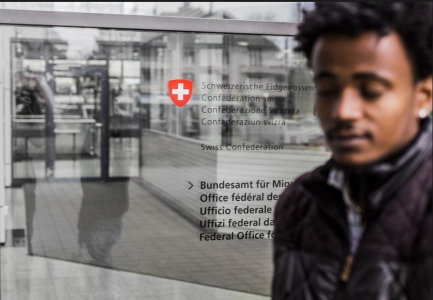 Schweizerische Eidgenossen
Confédération suisse
Confederazione Svizzera
Confederaziun svizra
Swiss Confederation
Bundesamt für Mig
Office fédéral de
Ufficio federale
Uffizi federal da
Federal Office fo